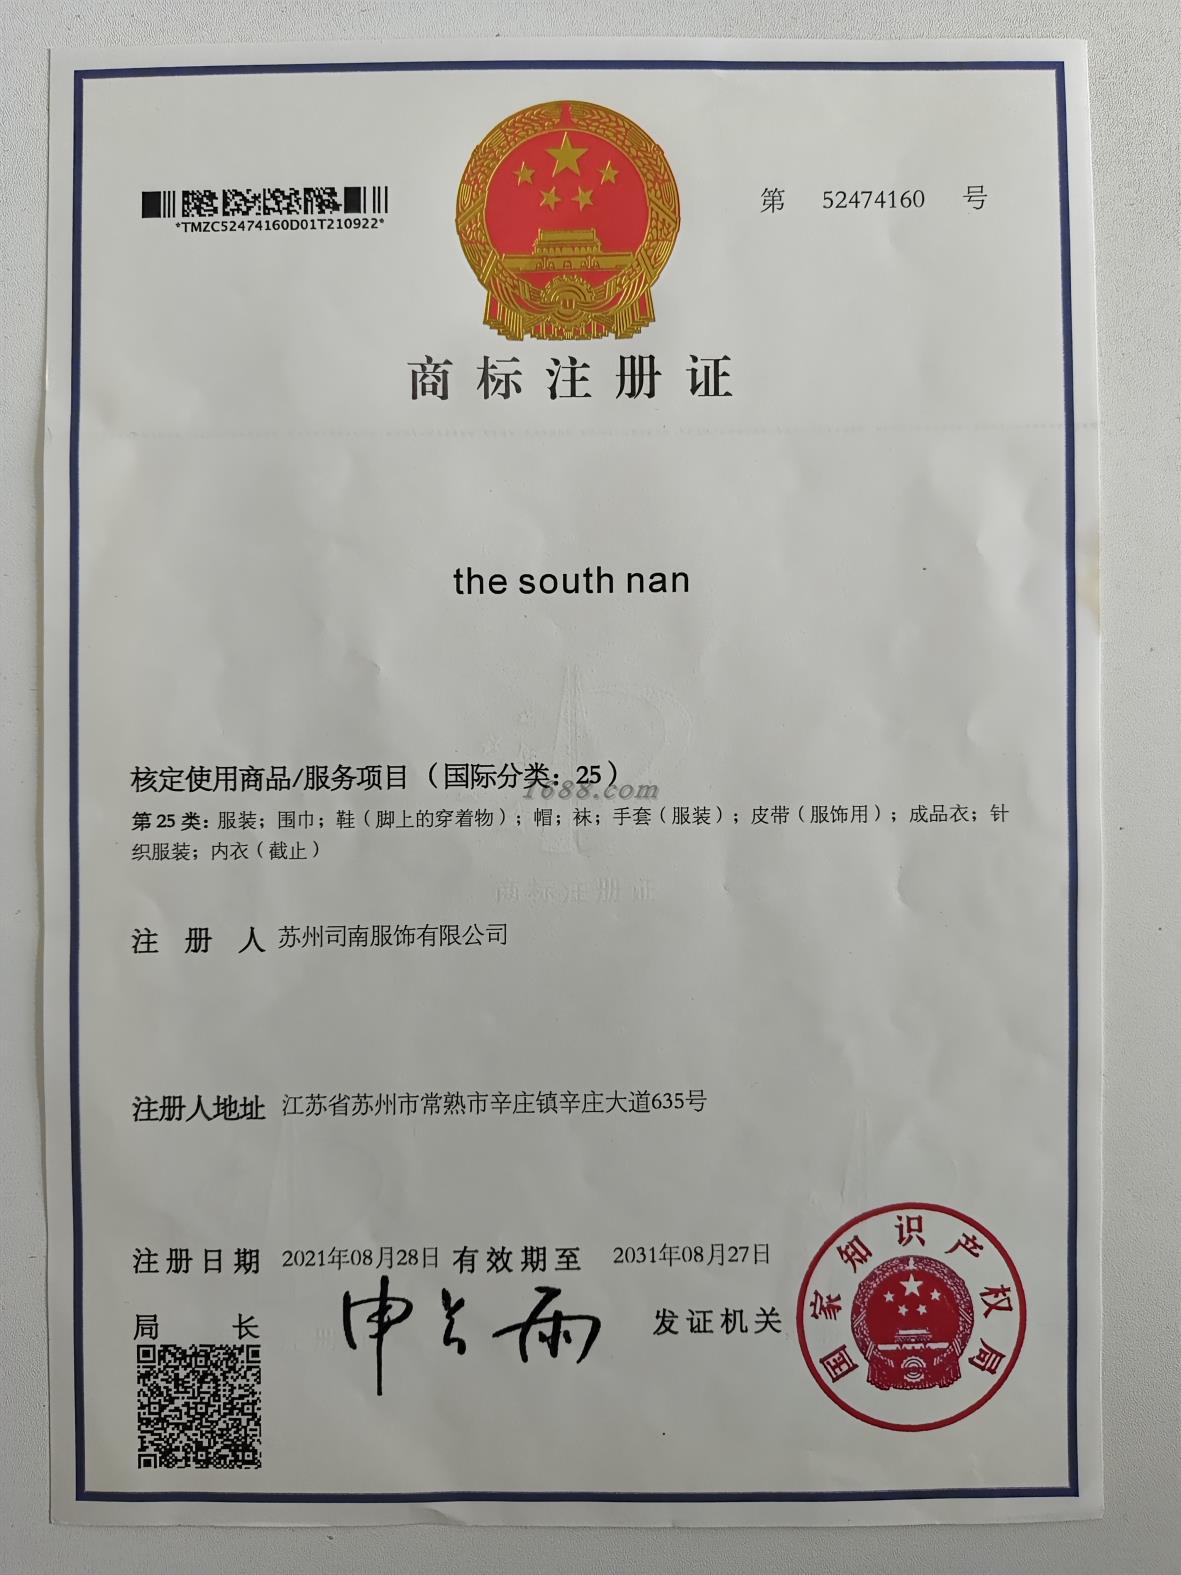 第 52474160 号
*TMZC52474160D01T210922*
商标注册证
the south nan
核定使用商品/服务项目（国际分类：25）
1688.com
第 25 类：服装；围巾；鞋（脚上的穿着物）；帽；袜；手套（服装）；皮带（服饰用）；成品衣；针
织服装；内衣（截止）
商标注册证
注 册 人 苏州司南服饰有限公司
注册人地址 江苏省苏州市常熟市辛庄镇辛庄大道635号
注册日期 2021年08月28日 有效期至 2031年08月27日
局 长 申长雨 发证机关
国家知识产权局